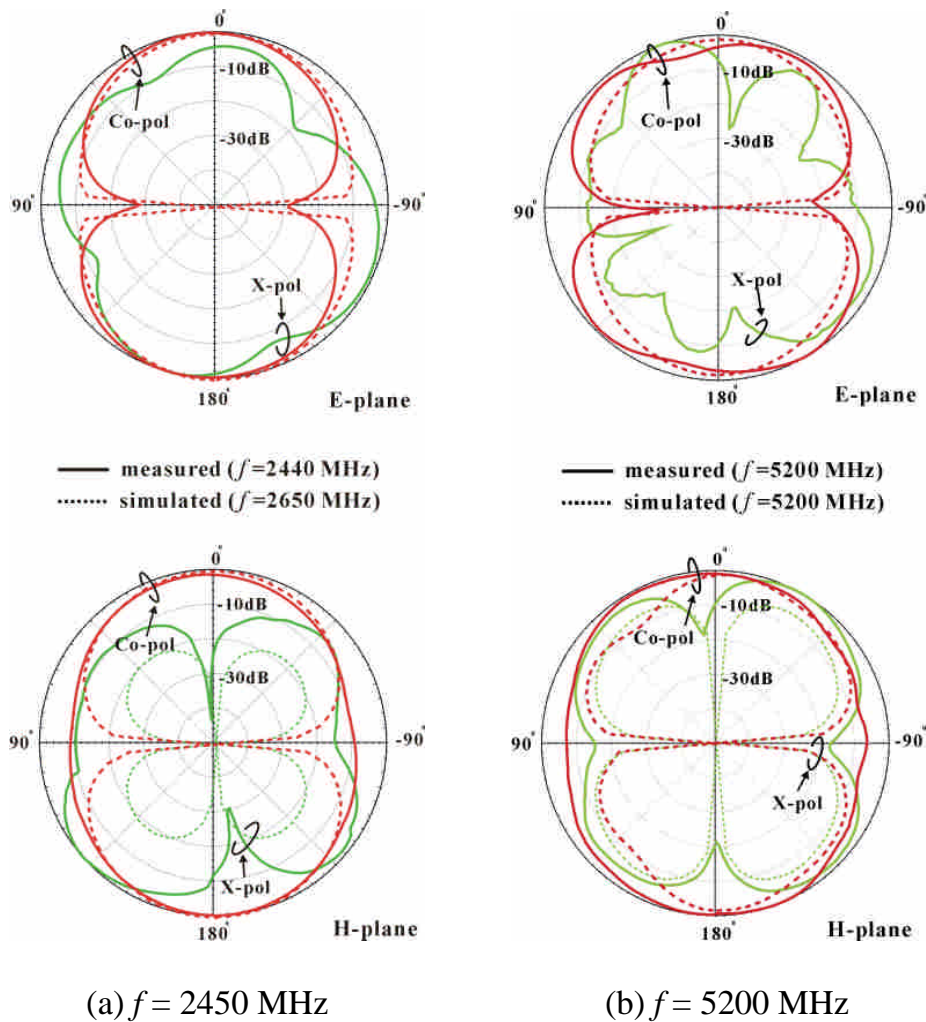 0°
-10dB
Co-pol
-30dB
90°
-90°
X-pol
180°
E-plane
measured (f=2440 MHz)
simulated (f=2650 MHz)
0°
-10dB
Co-pol
-30dB
90°
-90°
X-pol
180°
H-plane
(a) f = 2450 MHz
0°
-10dB
Co-pol
-30dB
90°
-90°
X-pol
180°
E-plane
measured (f=5200 MHz)
simulated (f=5200 MHz)
0°
-10dB
Co-pol
-30dB
90°
-90°
X-pol
180°
H-plane
(b) f = 5200 MHz